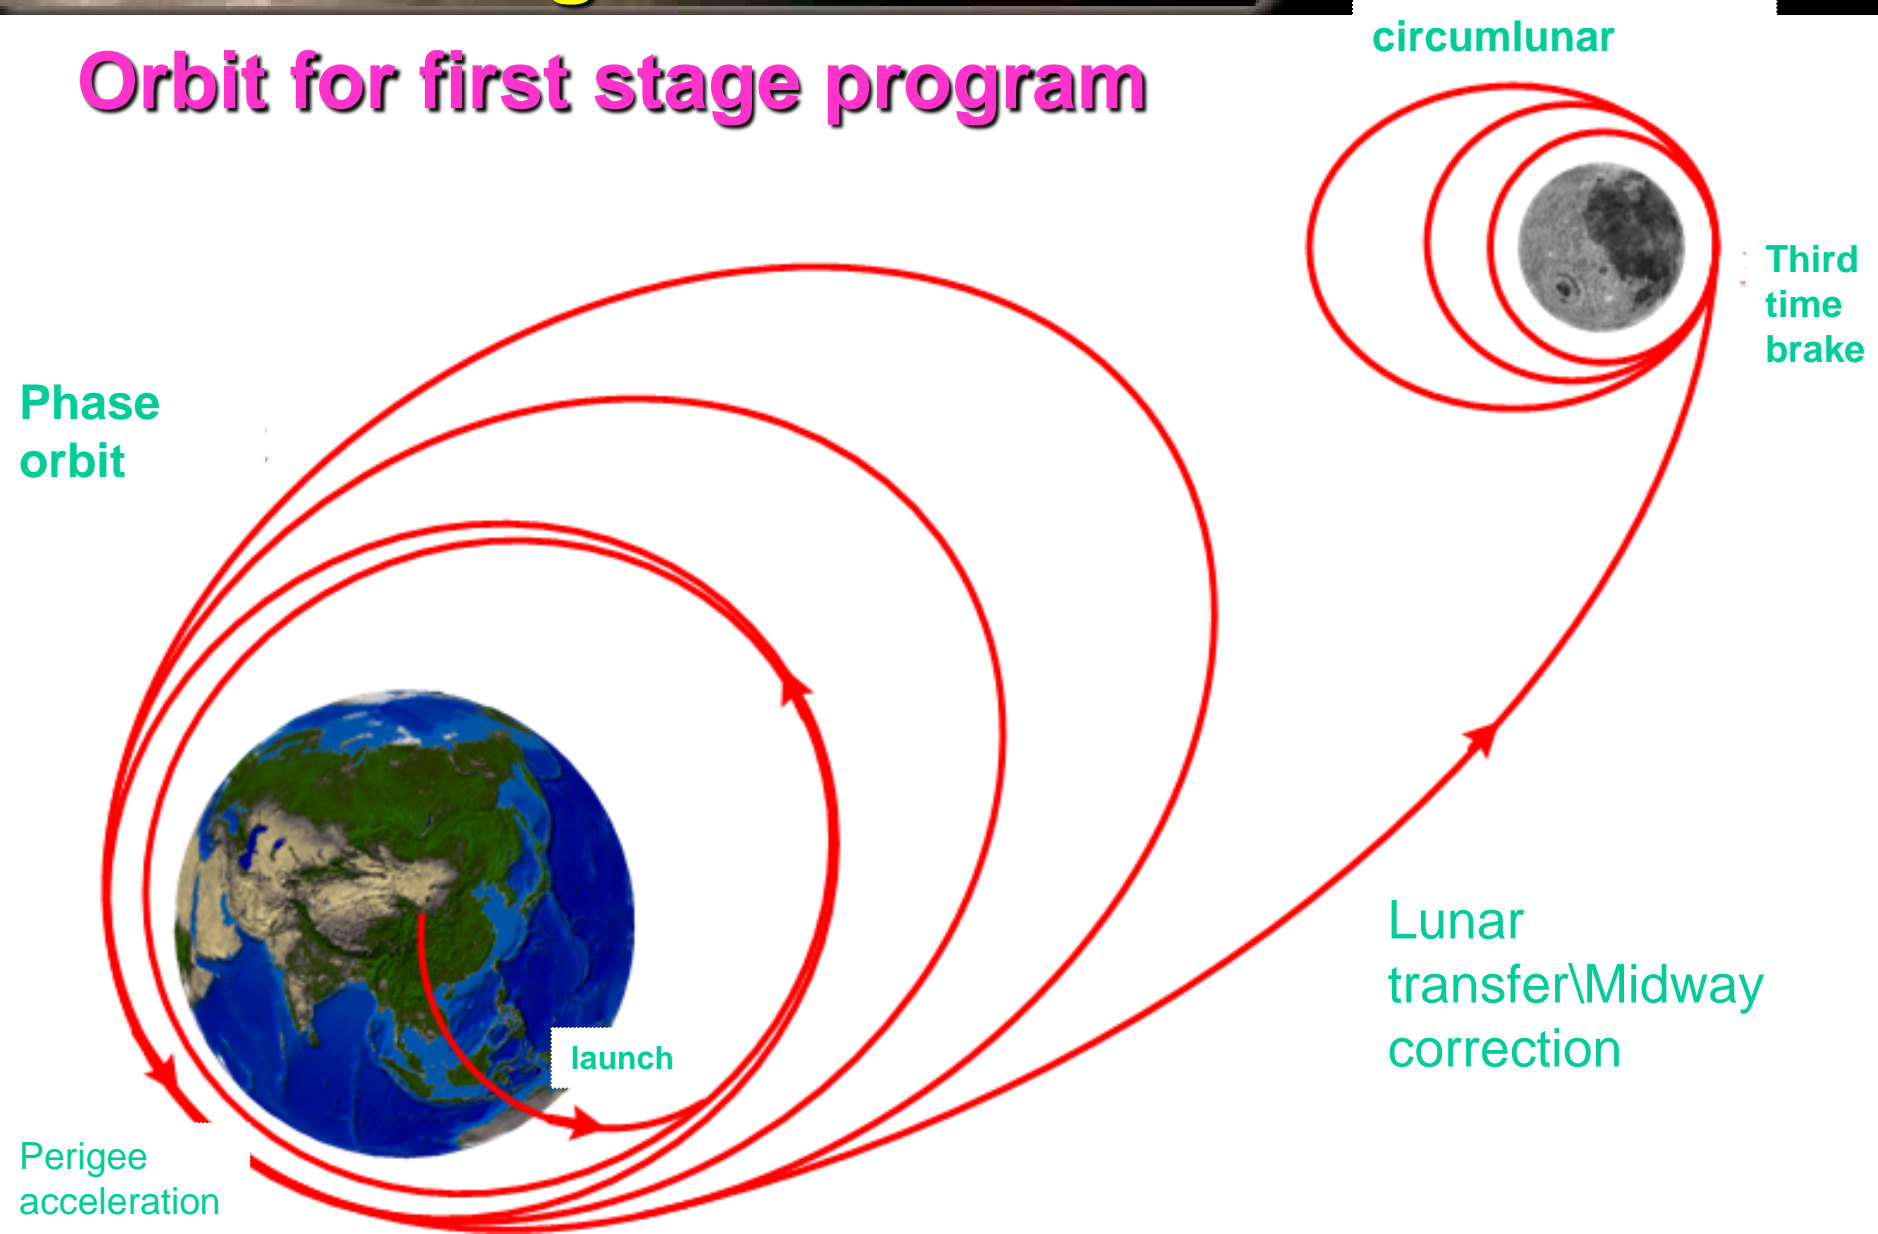 Orbit for first stage program
circumlunar
Third
time
brake
Phase
orbit
Lunar
transfer\Midway
correction
launch
Perigee
acceleration